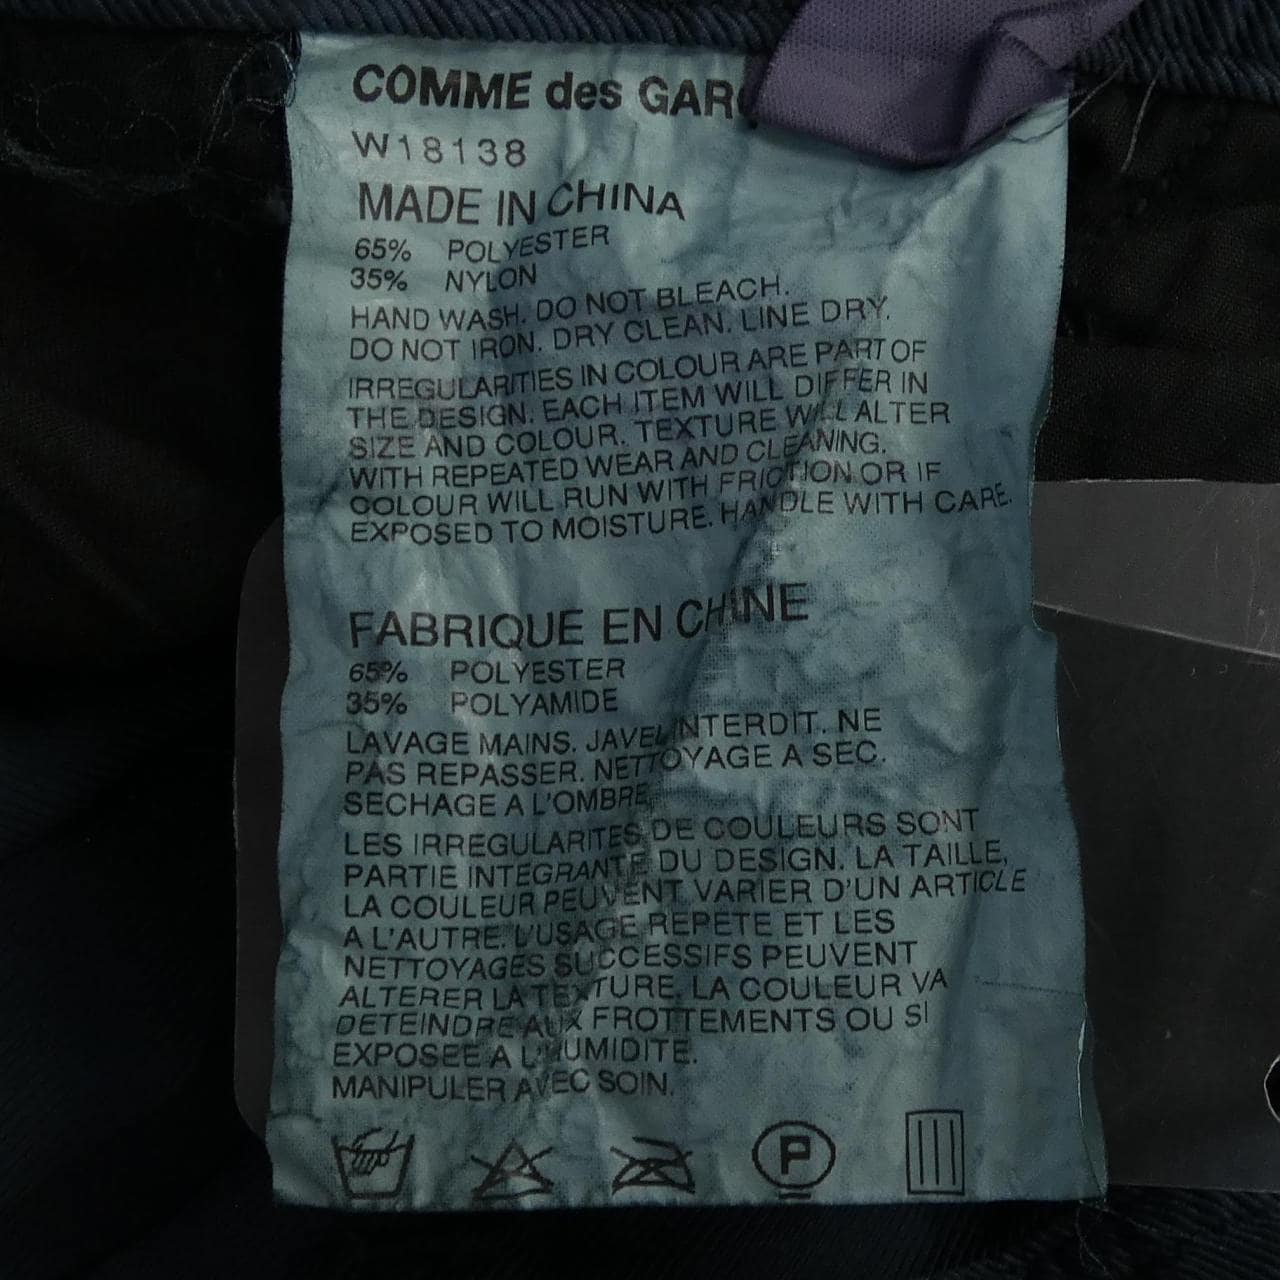 COMME des GAR
W18138
MADE IN CHINA
65% POLYESTER
35% NYLON
HAND WASH. DO NOT BLEACH.
DO NOT IRON. DRY CLEAN. LINE DRY.
IRREGULARITIES IN COLOUR ARE PART OF
THE DESIGN. EACH ITEM WILL DIFFER IN
SIZE AND COLOUR. TEXTURE WILL ALTER
WITH REPEATED WEAR AND CLEANING.
COLOUR WILL RUN WITH FRICTION OR IF
EXPOSED TO MOISTURE. HANDLE WITH CARE.
FABRIQUE EN CHINE
65% POLYESTER
35% POLYAMIDE
LAVAGE MAINS. JAVEL INTERDIT. NE
PAS REPASSER. NETTOYAGE A SEC.
SECHAGE A L'OMBRE
LES IRREGULARITES DE COULEURS SONT
PARTIE INTEGRANTE DU DESIGN. LA TAILLE,
LA COULEUR PEUVENT VARIER D'UN ARTICLE
A L'AUTRE. L'USAGE REPETE ET LES
NETTOYAGES SUCCESSIFS PEUVENT
ALTERER LA TEXTURE. LA COULEUR VA
DETEINDRE AUX FROTTEMENTS OU SI
EXPOSEE A L'HUMIDITE.
MANIPULER AVEC SOIN.
P